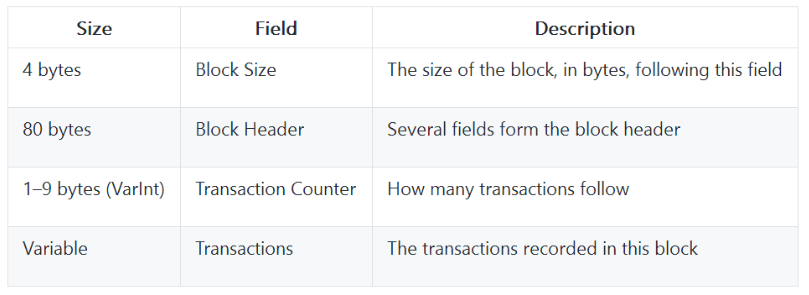 Size Field Description
4 bytes Block Size The size of the block, in bytes, following this field
80 bytes Block Header Several fields form the block header
1–9 bytes (VarInt) Transaction Counter How many transactions follow
Variable Transactions The transactions recorded in this block